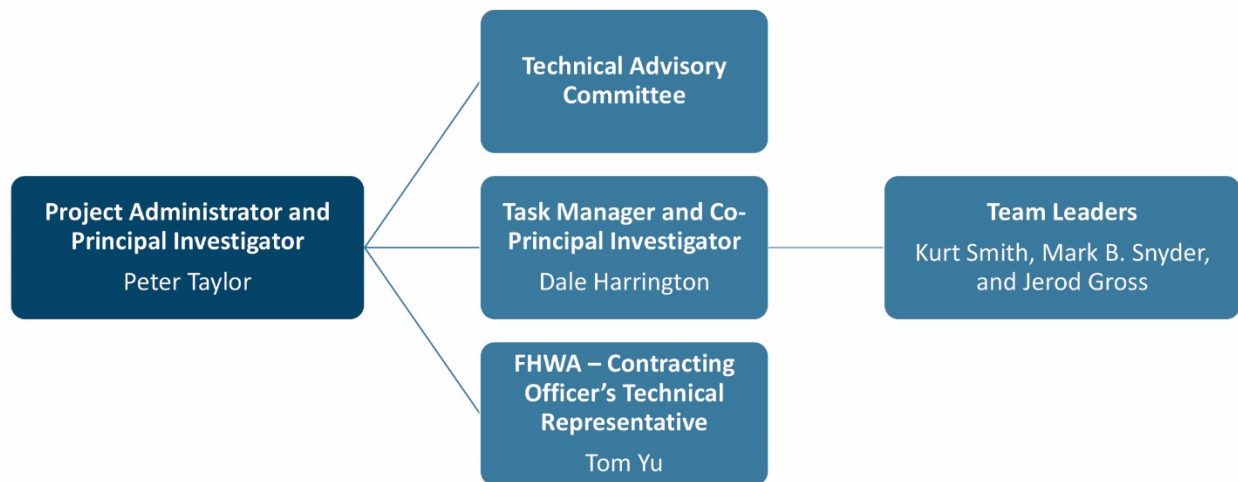 Technical Advisory
Committee
Project Administrator and
Principal Investigator
Peter Taylor
Task Manager and Co-
Principal Investigator
Dale Harrington
Team Leaders
Kurt Smith, Mark B. Snyder,
and Jerod Gross
FHWA – Contracting
Officer’s Technical
Representative
Tom Yu